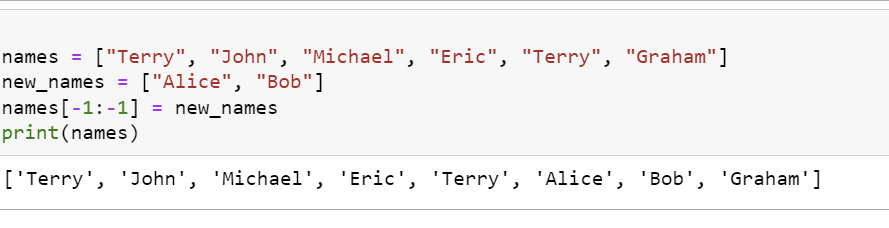 names = ["Terry", "John", "Michael", "Eric", "Terry", "Graham"]
new_names = ["Alice", "Bob"]
names[-1:-1] = new_names
print(names)
['Terry', 'John', 'Michael', 'Eric', 'Terry', 'Alice', 'Bob', 'Graham']